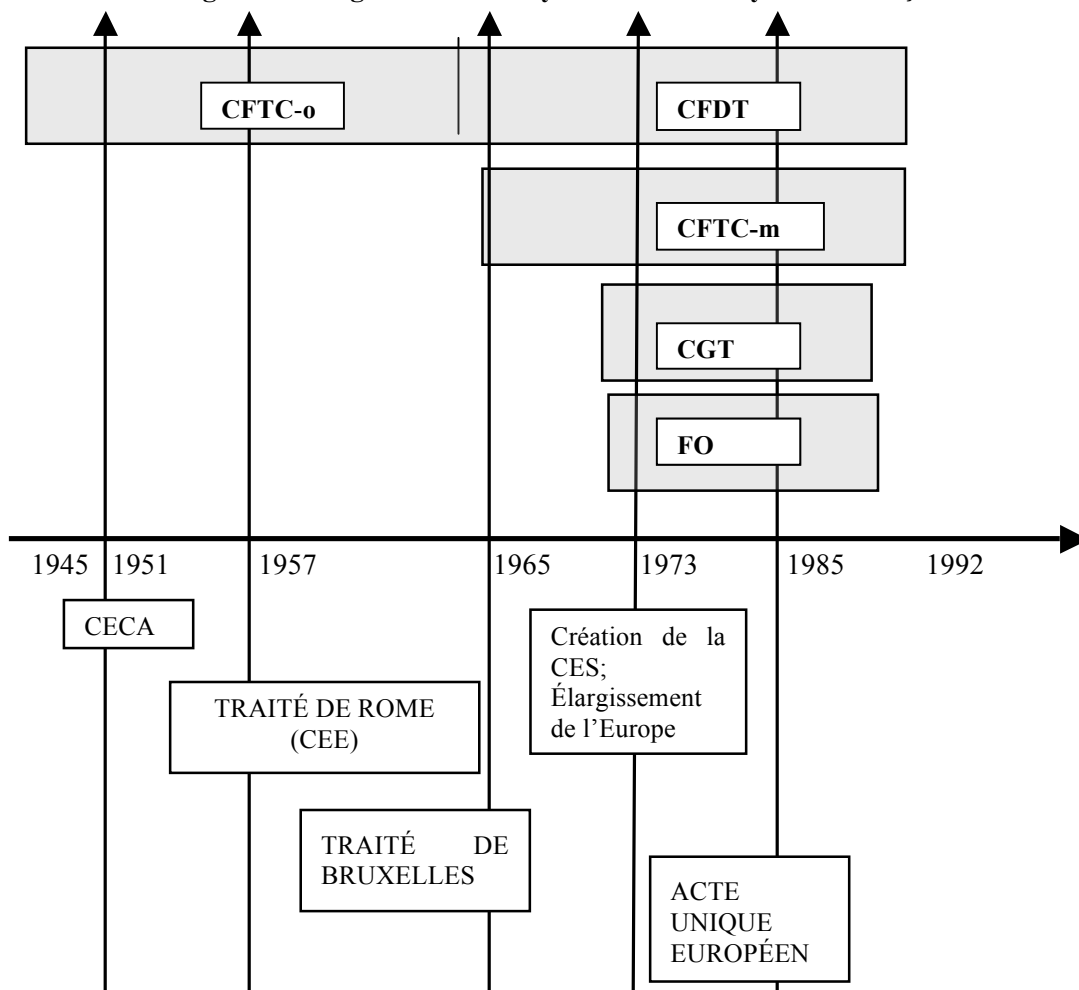 CFTC-o
CFDT
CFTC-m
CGT
FO
1945 1951 1957 1965 1973 1985 1992
CECA
Création de la
CES;
Élargissement
de l’Europe
TRAITÉ DE ROME
(CEE)
TRAITÉ DE
BRUXELLES
ACTE
UNIQUE
EUROPÉEN